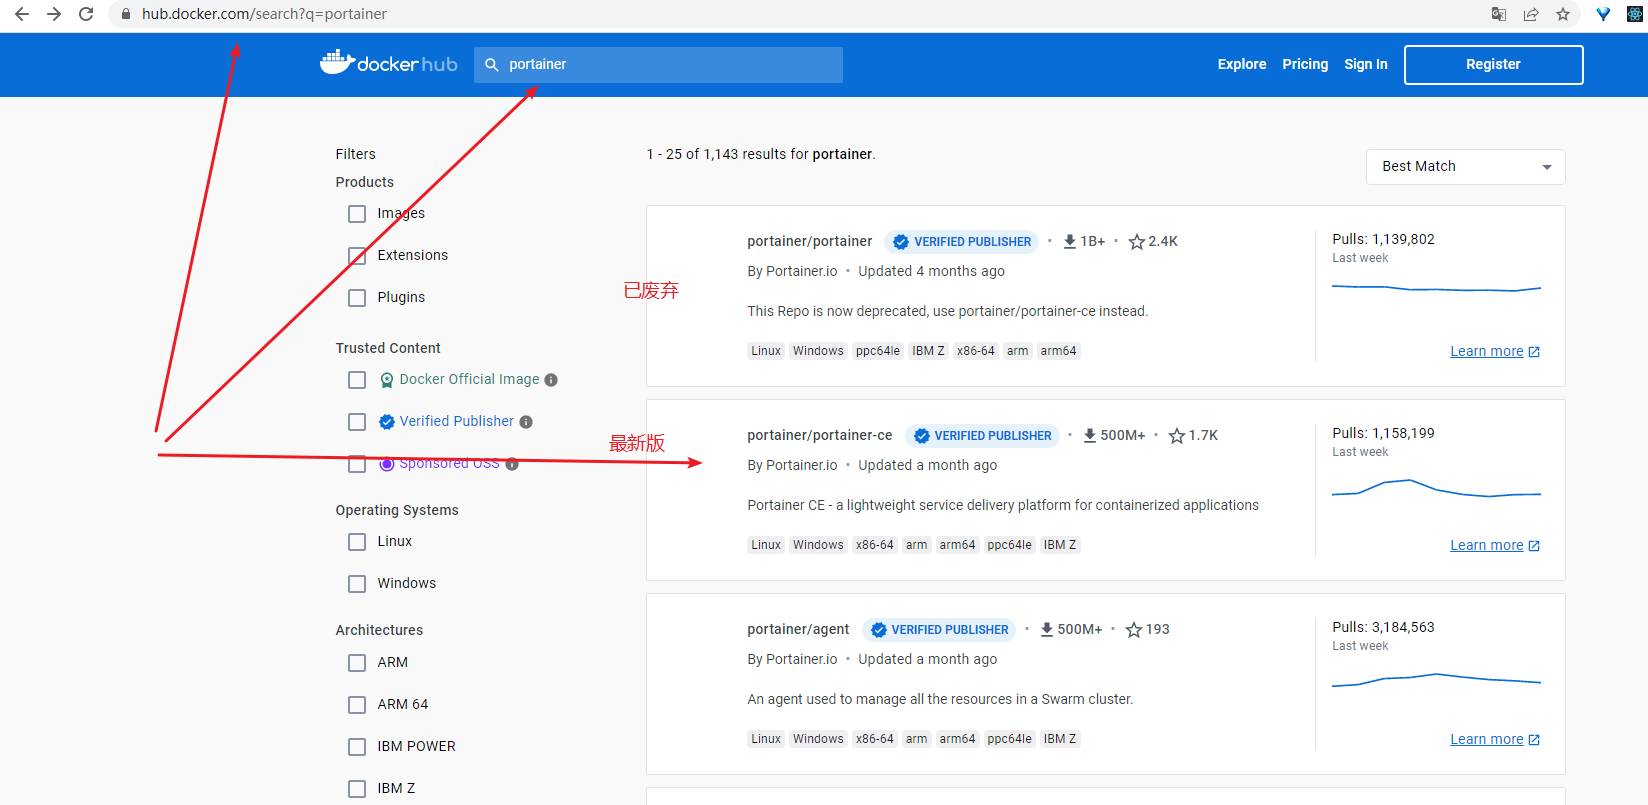 hub.docker.com/search?q=portainer
docker hub
portainer
Explore
Pricing
Sign In
Register
Filters
Products
Images
Extensions
Plugins
Trusted Content
Docker Official Image
Verified Publisher
Sponsored OSS
Operating Systems
Linux
Windows
Architectures
ARM
ARM 64
IBM POWER
IBM Z
1 - 25 of 1,143 results for portainer.
Best Match
已废弃
portainer/portainer VERIFIED PUBLISHER • 1B+ • 2.4K
By Portainer.io • Updated 4 months ago
This Repo is now deprecated, use portainer/portainer-ce instead.
Linux Windows ppc64le IBM Z x86-64 arm arm64
Pulls: 1,139,802
Last week
Learn more
最新版
portainer/portainer-ce VERIFIED PUBLISHER • 500M+ • 1.7K
By Portainer.io • Updated a month ago
Portainer CE - a lightweight service delivery platform for containerized applications
Linux Windows x86-64 arm arm64 ppc64le IBM Z
Pulls: 1,158,199
Last week
Learn more
portainer/agent VERIFIED PUBLISHER • 500M+ • 193
By Portainer.io • Updated a month ago
An agent used to manage all the resources in a Swarm cluster.
Linux Windows x86-64 arm arm64 ppc64le IBM Z
Pulls: 3,184,563
Last week
Learn more